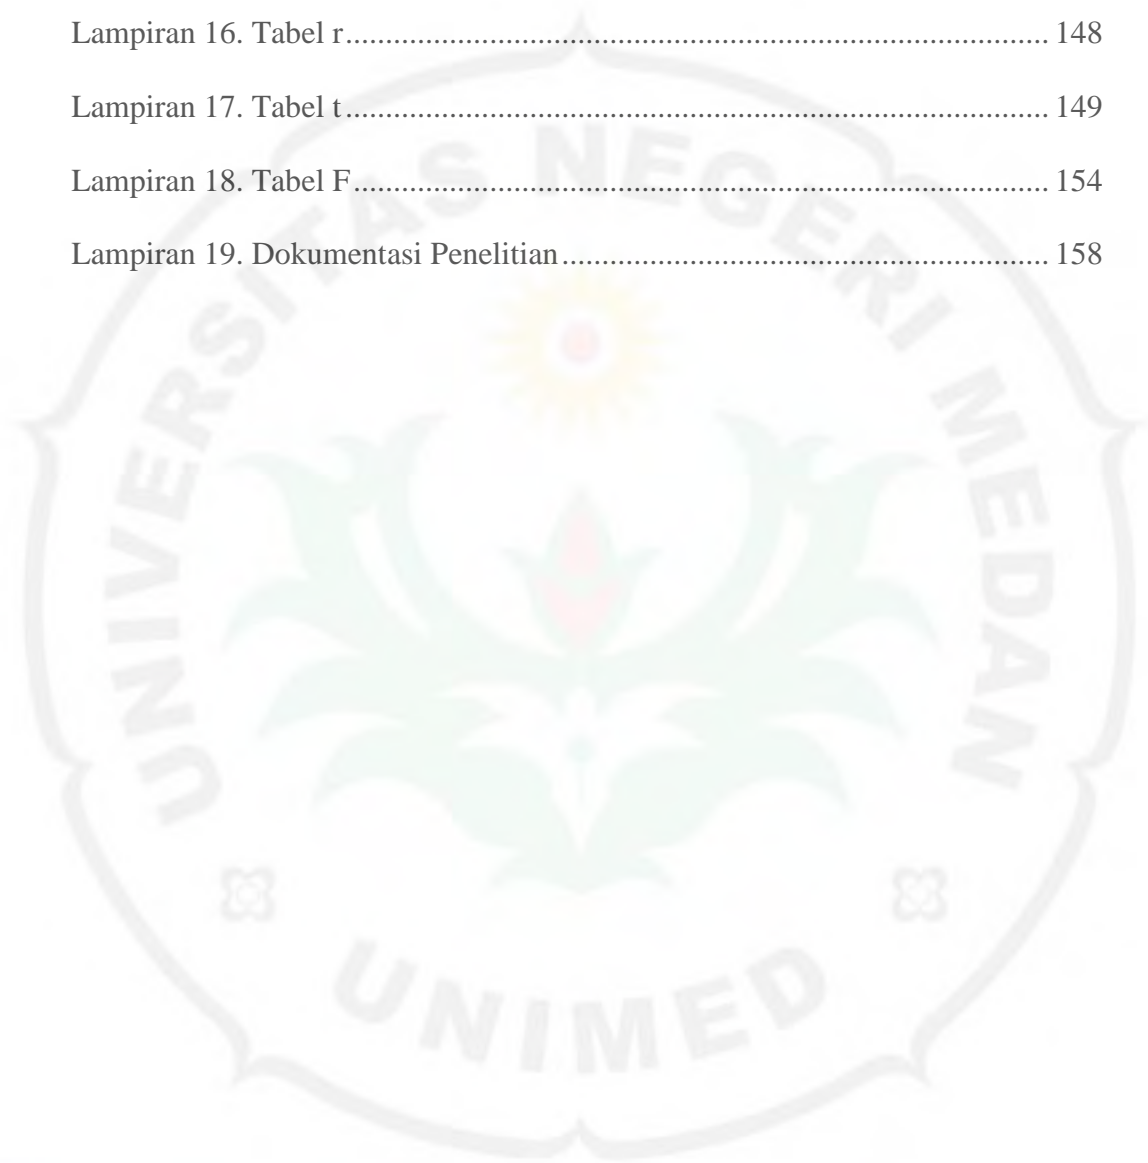 Lampiran 16. Tabel r........................................................................................ 148
Lampiran 17. Tabel t........................................................................................ 149
Lampiran 18. Tabel F....................................................................................... 154
Lampiran 19. Dokumentasi Penelitian............................................................. 158
UNIVERSITAS NEGERI MEDAN
UNIMED